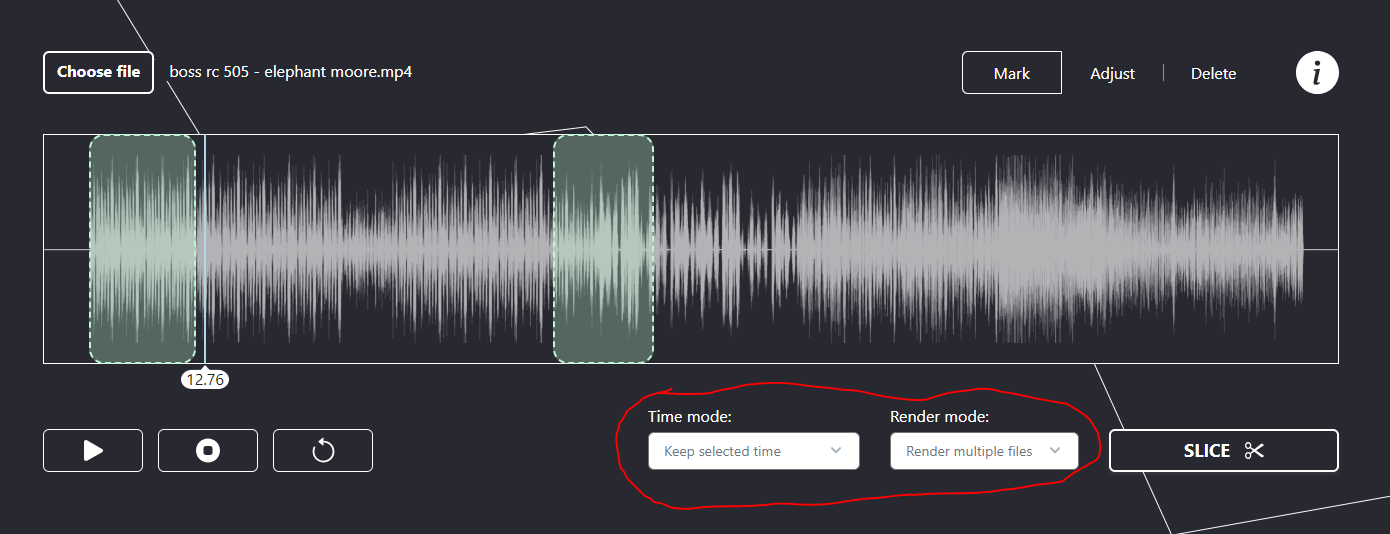 Choose file boss rc 505 - elephant moore.mp4 Mark Adjust Delete i
12.76
Time mode: Render mode:
Keep selected time Render multiple files SLICE